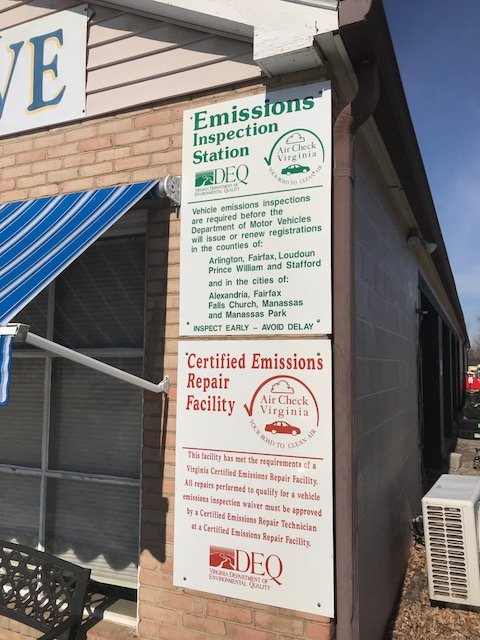 VE
Emissions
Inspection
Station
DEQ
VIRGINIA DEPARTMENT OF
ENVIRONMENTAL QUALITY
Air Check
Virginia
YOUR ROAD TO CLEAN AIR
Vehicle emissions inspections
are required before the
Department of Motor Vehicles
will issue or renew registrations
in the counties of:
Arlington, Fairfax, Loudoun
Prince William and Stafford
and in the cities of:
Alexandria, Fairfax
Falls Church, Manassas
and Manassas Park
INSPECT EARLY – AVOID DELAY
Certified Emissions
Repair
Facility
Air Check
Virginia
YOUR ROAD TO CLEAN AIR
This facility has met the requirements of a
Virginia Certified Emissions Repair Facility.
All repairs performed to qualify for a vehicle
emissions inspection waiver must be approved
by a Certified Emissions Repair Technician
at a Certified Emissions Repair Facility.
DEQ
VIRGINIA DEPARTMENT OF
ENVIRONMENTAL QUALITY